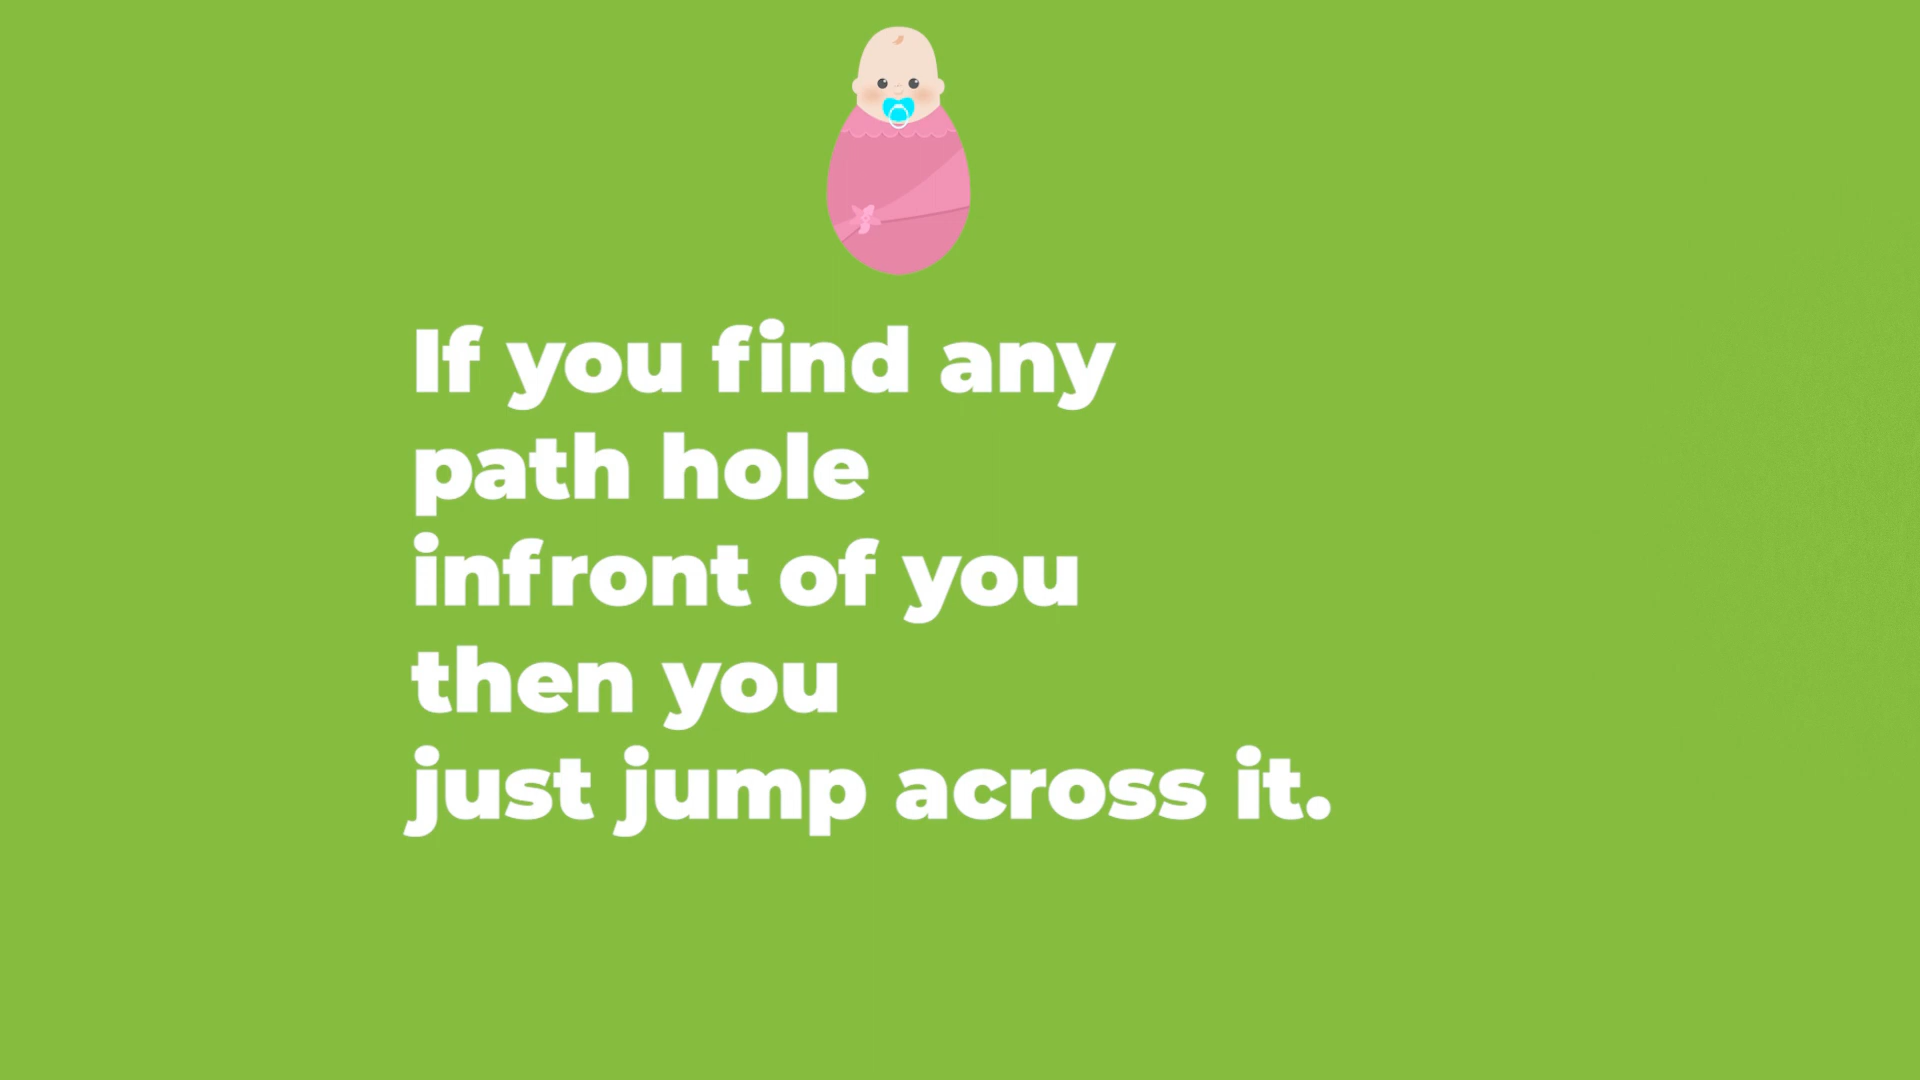 If you find any
path hole
infront of you
then you
just jump across it.